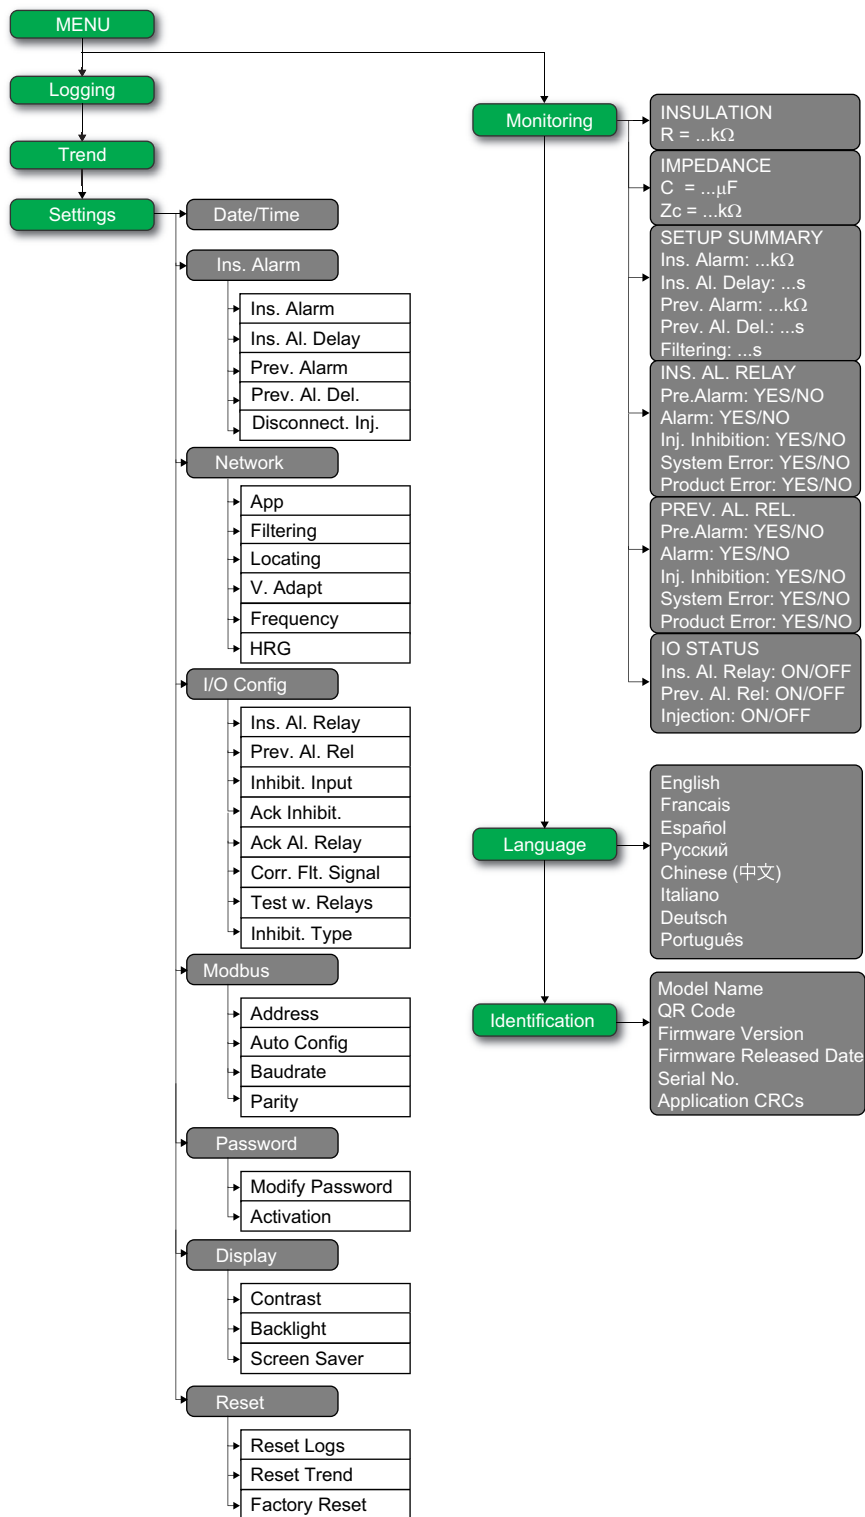 MENU
Logging
Trend
Settings
Date/Time
Ins. Alarm
Ins. Alarm
Ins. Al. Delay
Prev. Alarm
Prev. Al. Del.
Disconnect. Inj.
Network
App
Filtering
Locating
V. Adapt
Frequency
HRG
I/O Config
Ins. Al. Relay
Prev. Al. Rel
Inhibit. Input
Ack Inhibit.
Ack Al. Relay
Corr. Flt. Signal
Test w. Relays
Inhibit. Type
Modbus
Address
Auto Config
Baudrate
Parity
Password
Modify Password
Activation
Display
Contrast
Backlight
Screen Saver
Reset
Reset Logs
Reset Trend
Factory Reset
Monitoring
INSULATION
R = ...kΩ
IMPEDANCE
C = ...µF
Zc = ...kΩ
SETUP SUMMARY
Ins. Alarm: ...kΩ
Ins. Al. Delay: ...s
Prev. Alarm: ...kΩ
Prev. Al. Del.: ...s
Filtering: ...s
INS. AL. RELAY
Pre.Alarm: YES/NO
Alarm: YES/NO
Inj. Inhibition: YES/NO
System Error: YES/NO
Product Error: YES/NO
PREV. AL. REL.
Pre.Alarm: YES/NO
Alarm: YES/NO
Inj. Inhibition: YES/NO
System Error: YES/NO
Product Error: YES/NO
IO STATUS
Ins. Al. Relay: ON/OFF
Prev. Al. Rel: ON/OFF
Injection: ON/OFF
Language
English
Francais
Español
Русский
Chinese (中文)
Italiano
Deutsch
Português
Identification
Model Name
QR Code
Firmware Version
Firmware Released Date
Serial No.
Application CRCs